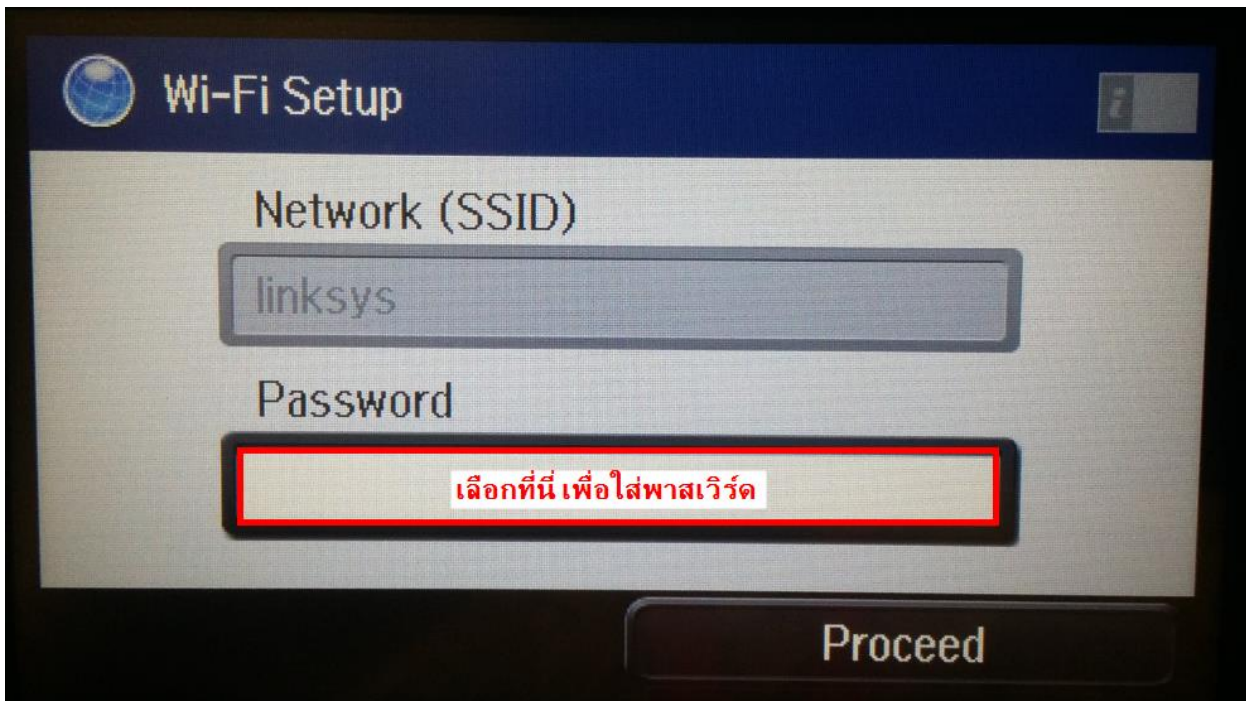 Wi-Fi Setup
i
Network (SSID)
linksys
Password
เลือกที่นี่ เพื่อใส่พาสเวิร์ด
Proceed